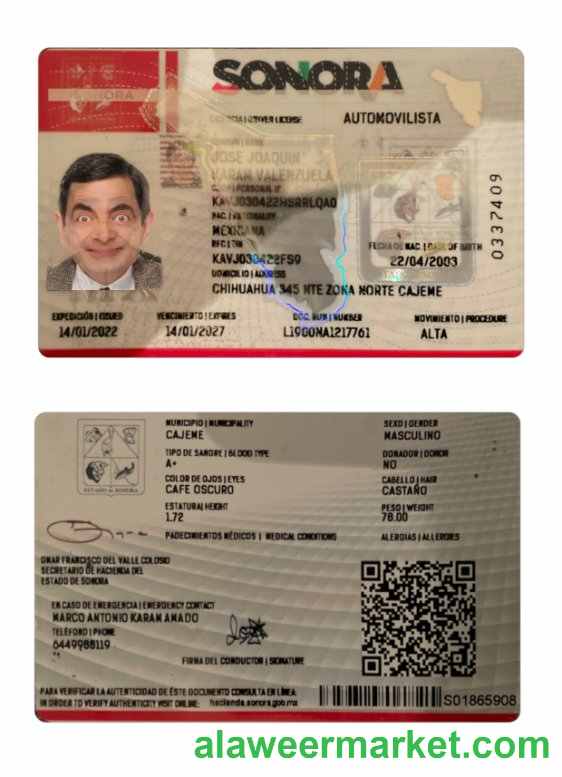 SONORA
LICENCIA | DRIVER LICENSE AUTOMOVILISTA
JOSE JOAQUIN
KARAM VALENZUELA
KAVJ030422HSRRLQA0
NAC. | NATIONALITY
MEXICANA
RFC | TIN
KAVJ030422FS9
FECHA DE NAC. | DATE OF BIRTH
22/04/2003
0337409
DOMICILIO | ADDRESS
CHIHUAHUA 345 NTE ZONA NORTE CAJEME
EXPEDICIÓN | ISSUED VENCIMIENTO | EXPIRES DOC. NUM | NUMBER MOVIMIENTO | PROCEDURE
14/01/2022 14/01/2027 L1900NA1217761 ALTA
MUNICIPIO | MUNICIPALITY SEXO | GENDER
CAJEME MASCULINO
TIPO DE SANGRE | BLOOD TYPE DONADOR | DONOR
A+ NO
COLOR DE OJOS | EYES CABELLO | HAIR
CAFE OSCURO CASTAÑO
ESTATURA | HEIGHT PESO | WEIGHT
1.72 78.00
PADECIMIENTOS MÉDICOS | MEDICAL CONDITIONS ALERGIAS | ALLERGIES
ESTADO de SONORA
OMAR FRANCISCO DEL VALLE COLOSIO
SECRETARIO DE HACIENDA DEL
ESTADO DE SONORA
EN CASO DE EMERGENCIA | EMERGENCY CONTACT
MARCO ANTONIO KARAM AMADO
TELÉFONO | PHONE
6449988119
FIRMA DEL CONDUCTOR | SIGNATURE
PARA VERIFICAR LA AUTENTICIDAD DE ÉSTE DOCUMENTO CONSULTA EN LÍNEA:
IN ORDER TO VERIFY AUTHENTICITY VISIT ONLINE: hacienda.sonora.gob.mx
S01865908
alaweermarket.com